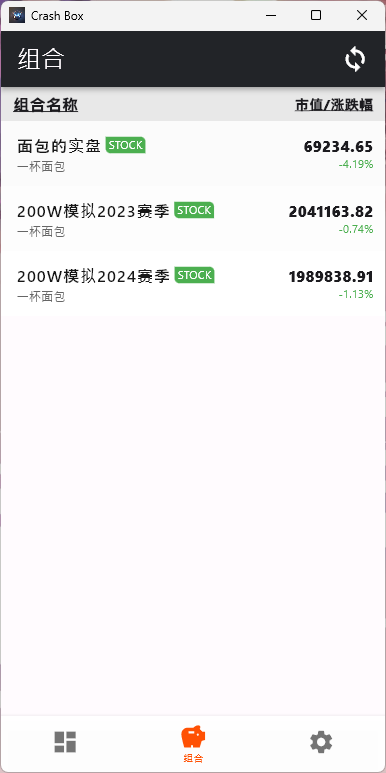 Crash Box
组合
组合名称 市值/涨跌幅
面包的实盘 STOCK 69234.65
一杯面包 -4.19%
200W模拟2023赛季 STOCK 2041163.82
一杯面包 -0.74%
200W模拟2024赛季 STOCK 1989838.91
一杯面包 -1.13%
组合